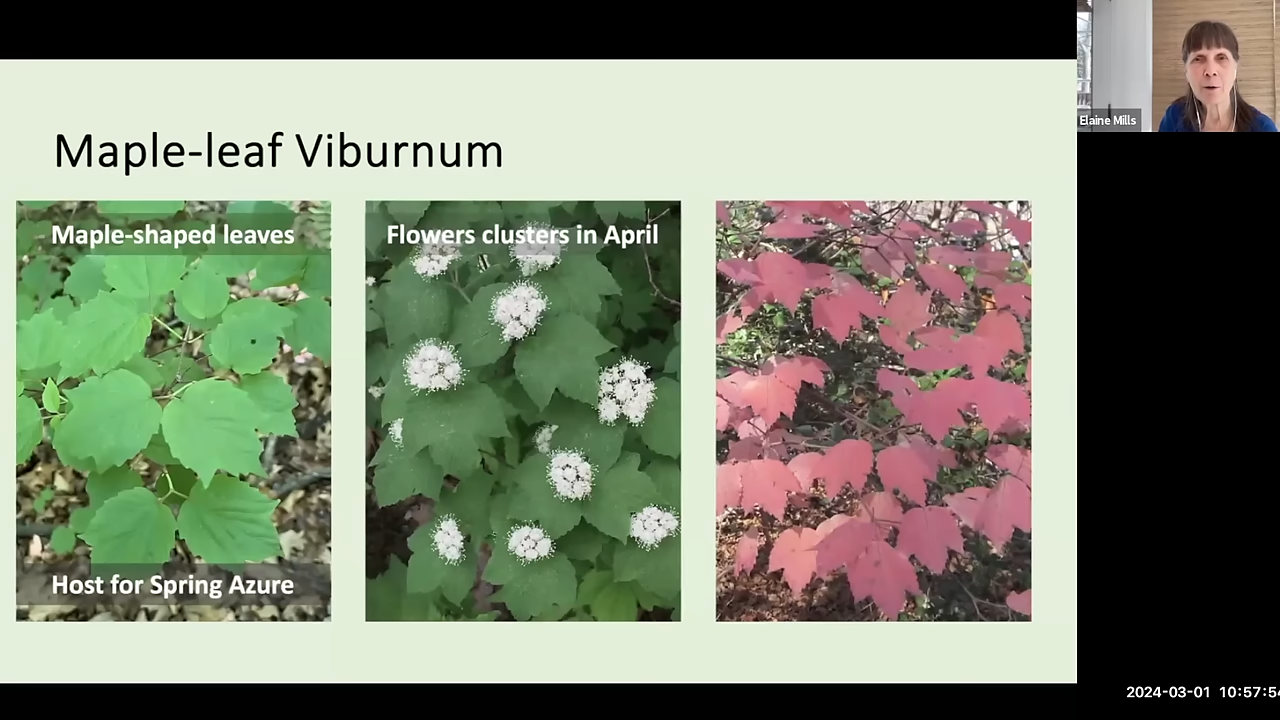 Elaine Mills
Maple-leaf Viburnum
Maple-shaped leaves
Flowers clusters in April
Host for Spring Azure
2024-03-01 10:57:54